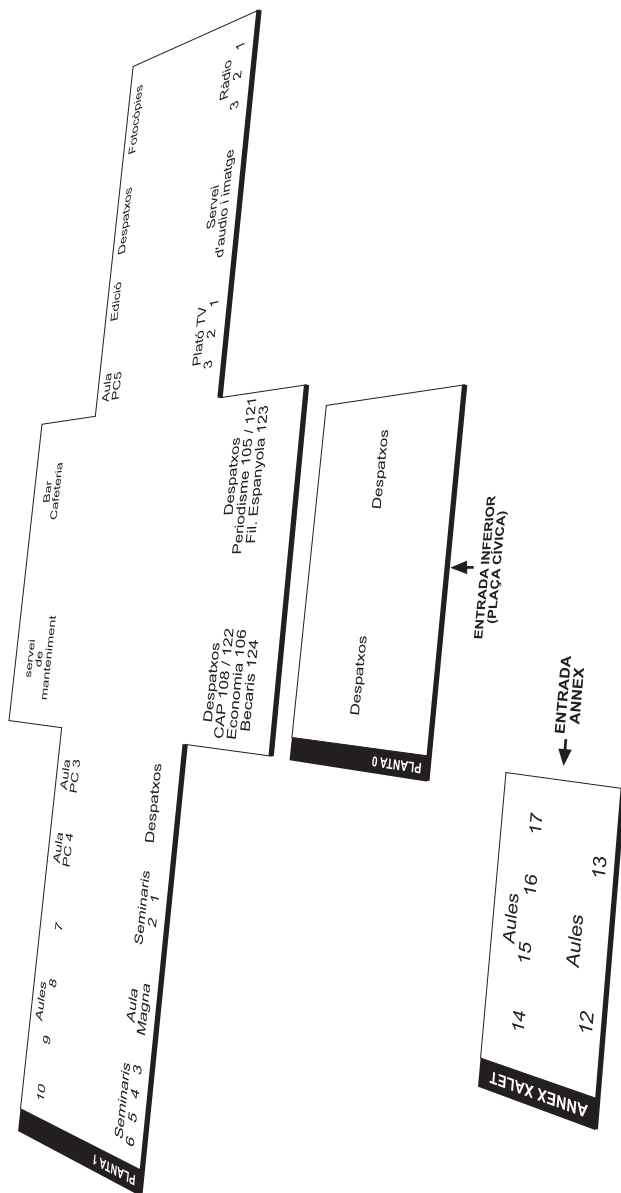 PLANTA 1
10
9
Aules
8
7
Aula
PC 4
Aula
PC 3
servei
de
manteniment
Bar
Cafeteria
Aula
PC5
Edició
Despatxos
Fotocòpies
Seminaris
6 5 4 3
Aula
Magna
Seminaris
2 1
Despatxos
Despatxos
CAP 108 / 122
Economia 106
Becaris 124
Despatxos
Periodisme 105 / 121
Fil. Espanyola 123
Plató TV
3 2 1
Servei
d'audio i imatge
Ràdio
3 2 1
PLANTA 0
Despatxos
Despatxos
ENTRADA INFERIOR
(PLAÇA CÍVICA)
ANNEX XALET
14
Aules
15 16
17
12
Aules
13
ENTRADA
ANNEX